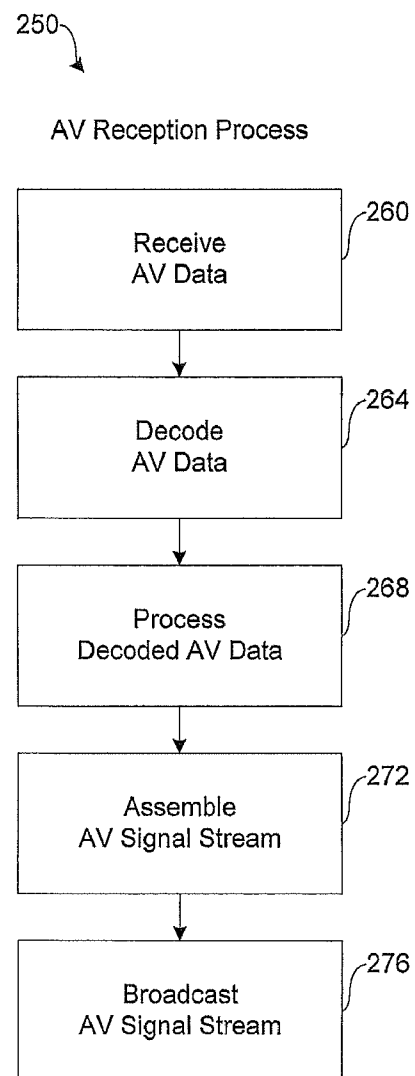 250
AV Reception Process
260
Receive
AV Data
264
Decode
AV Data
268
Process
Decoded AV Data
272
Assemble
AV Signal Stream
276
Broadcast
AV Signal Stream